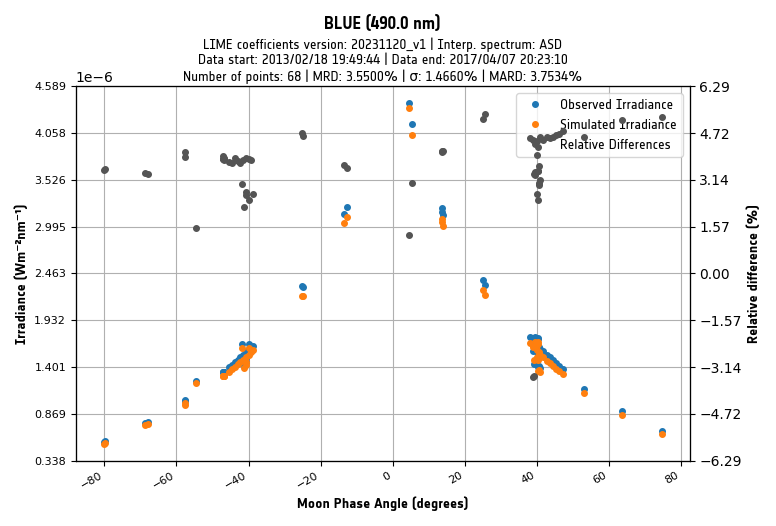 BLUE (490.0 nm)
LIME coefficients version: 20231120_v1 | Interp. spectrum: ASD
Data start: 2013/02/18 19:49:44 | Data end: 2017/04/07 20:23:10
Number of points: 68 | MRD: 3.5500% | σ: 1.4660% | MARD: 3.7534%
1e−6
4.589
4.058
3.526
2.995
2.463
1.932
1.401
0.869
0.338
Irradiance (Wm⁻²nm⁻¹)
Observed Irradiance
Simulated Irradiance
Relative Differences
6.29
4.72
3.14
1.57
0.00
−1.57
−3.14
−4.72
−6.29
Relative difference (%)
−80
−60
−40
−20
0
20
40
60
80
Moon Phase Angle (degrees)